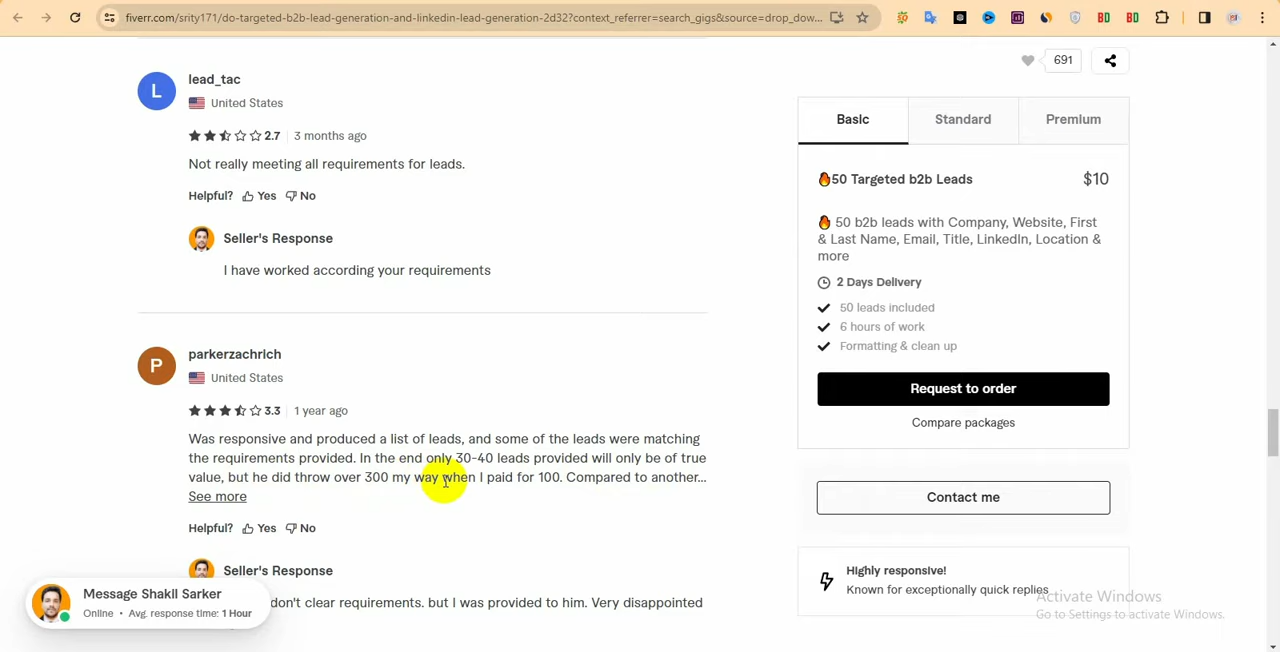 fiverr.com/srity171/do-targeted-b2b-lead-generation-and-linkedin-lead-generation-2d32?context_referrer=search_gigs&source=drop_dow...
L
lead_tac
United States
2.7 3 months ago
Not really meeting all requirements for leads.
Helpful? Yes No
Seller's Response
I have worked according your requirements
P
parkerzachrich
United States
3.3 1 year ago
Was responsive and produced a list of leads, and some of the leads were matching
the requirements provided. In the end only 30-40 leads provided will only be of true
value, but he did throw over 300 my way when I paid for 100. Compared to another...
See more
Helpful? Yes No
Seller's Response
don't clear requirements. but I was provided to him. Very disappointed
Message Shakil Sarker
Online • Avg. response time: 1 Hour
691
Basic Standard Premium
50 Targeted b2b Leads $10
50 b2b leads with Company, Website, First
& Last Name, Email, Title, LinkedIn, Location &
more
2 Days Delivery
50 leads included
6 hours of work
Formatting & clean up
Request to order
Compare packages
Contact me
Highly responsive!
Known for exceptionally quick replies
Activate Windows
Go to Settings to activate Windows.
BD
BD